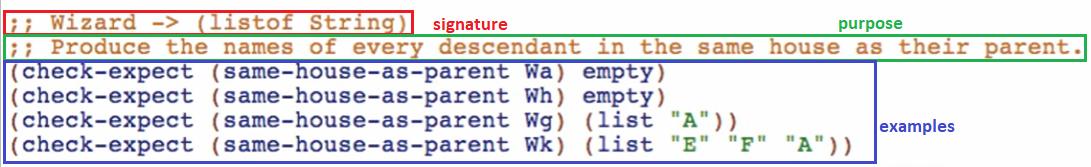 ;; Wizard -> (listof String) signature purpose
;; Produce the names of every descendant in the same house as their parent.
(check-expect (same-house-as-parent Wa) empty)
(check-expect (same-house-as-parent Wh) empty)
(check-expect (same-house-as-parent Wg) (list "A"))
(check-expect (same-house-as-parent Wk) (list "E" "F" "A"))
examples